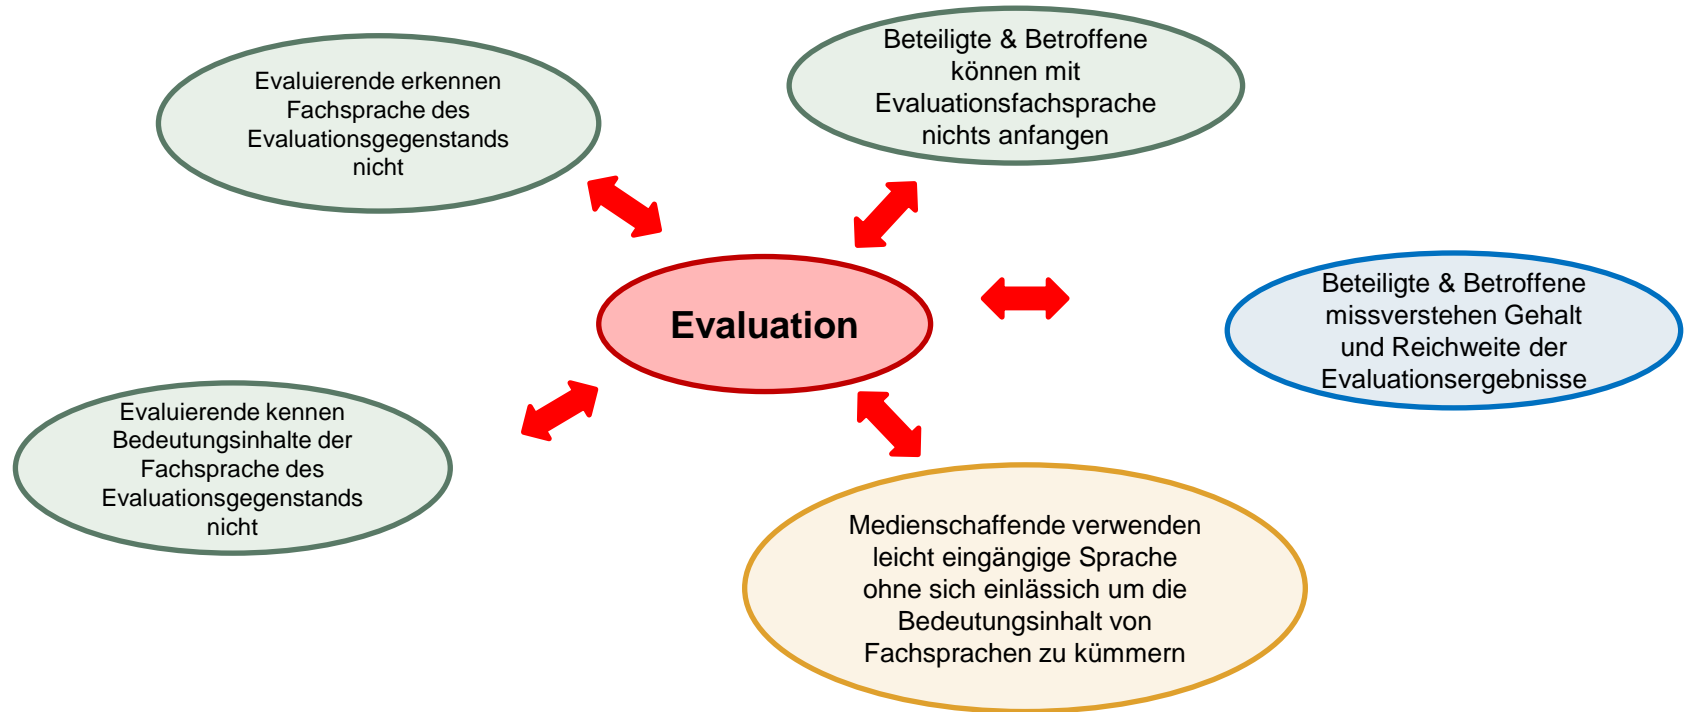 Evaluierende erkennen
Fachsprache des
Evaluationsgegenstands
nicht
Beteiligte & Betroffene
können mit
Evaluationsfachsprache
nichts anfangen
Evaluation
Beteiligte & Betroffene
missverstehen Gehalt
und Reichweite der
Evaluationsergebnisse
Evaluierende kennen
Bedeutungsinhalte der
Fachsprache des
Evaluationsgegenstands
nicht
Medienschaffende verwenden
leicht eingängige Sprache
ohne sich einlässich um die
Bedeutungsinhalt von
Fachsprachen zu kümmern